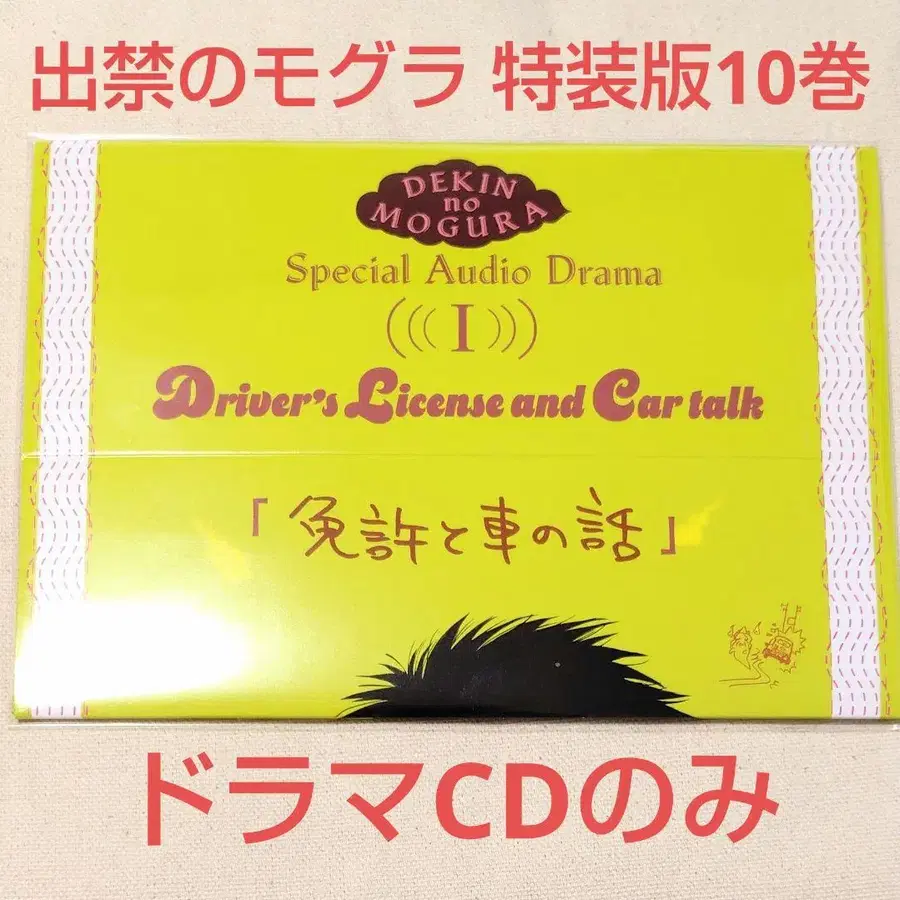 出禁のモグラ 特装版10巻
DEKIN
no
MOGURA
Special Audio Drama
(((I)))
Driver's License and Car talk
「免許と車の話」
ドラマCDのみ